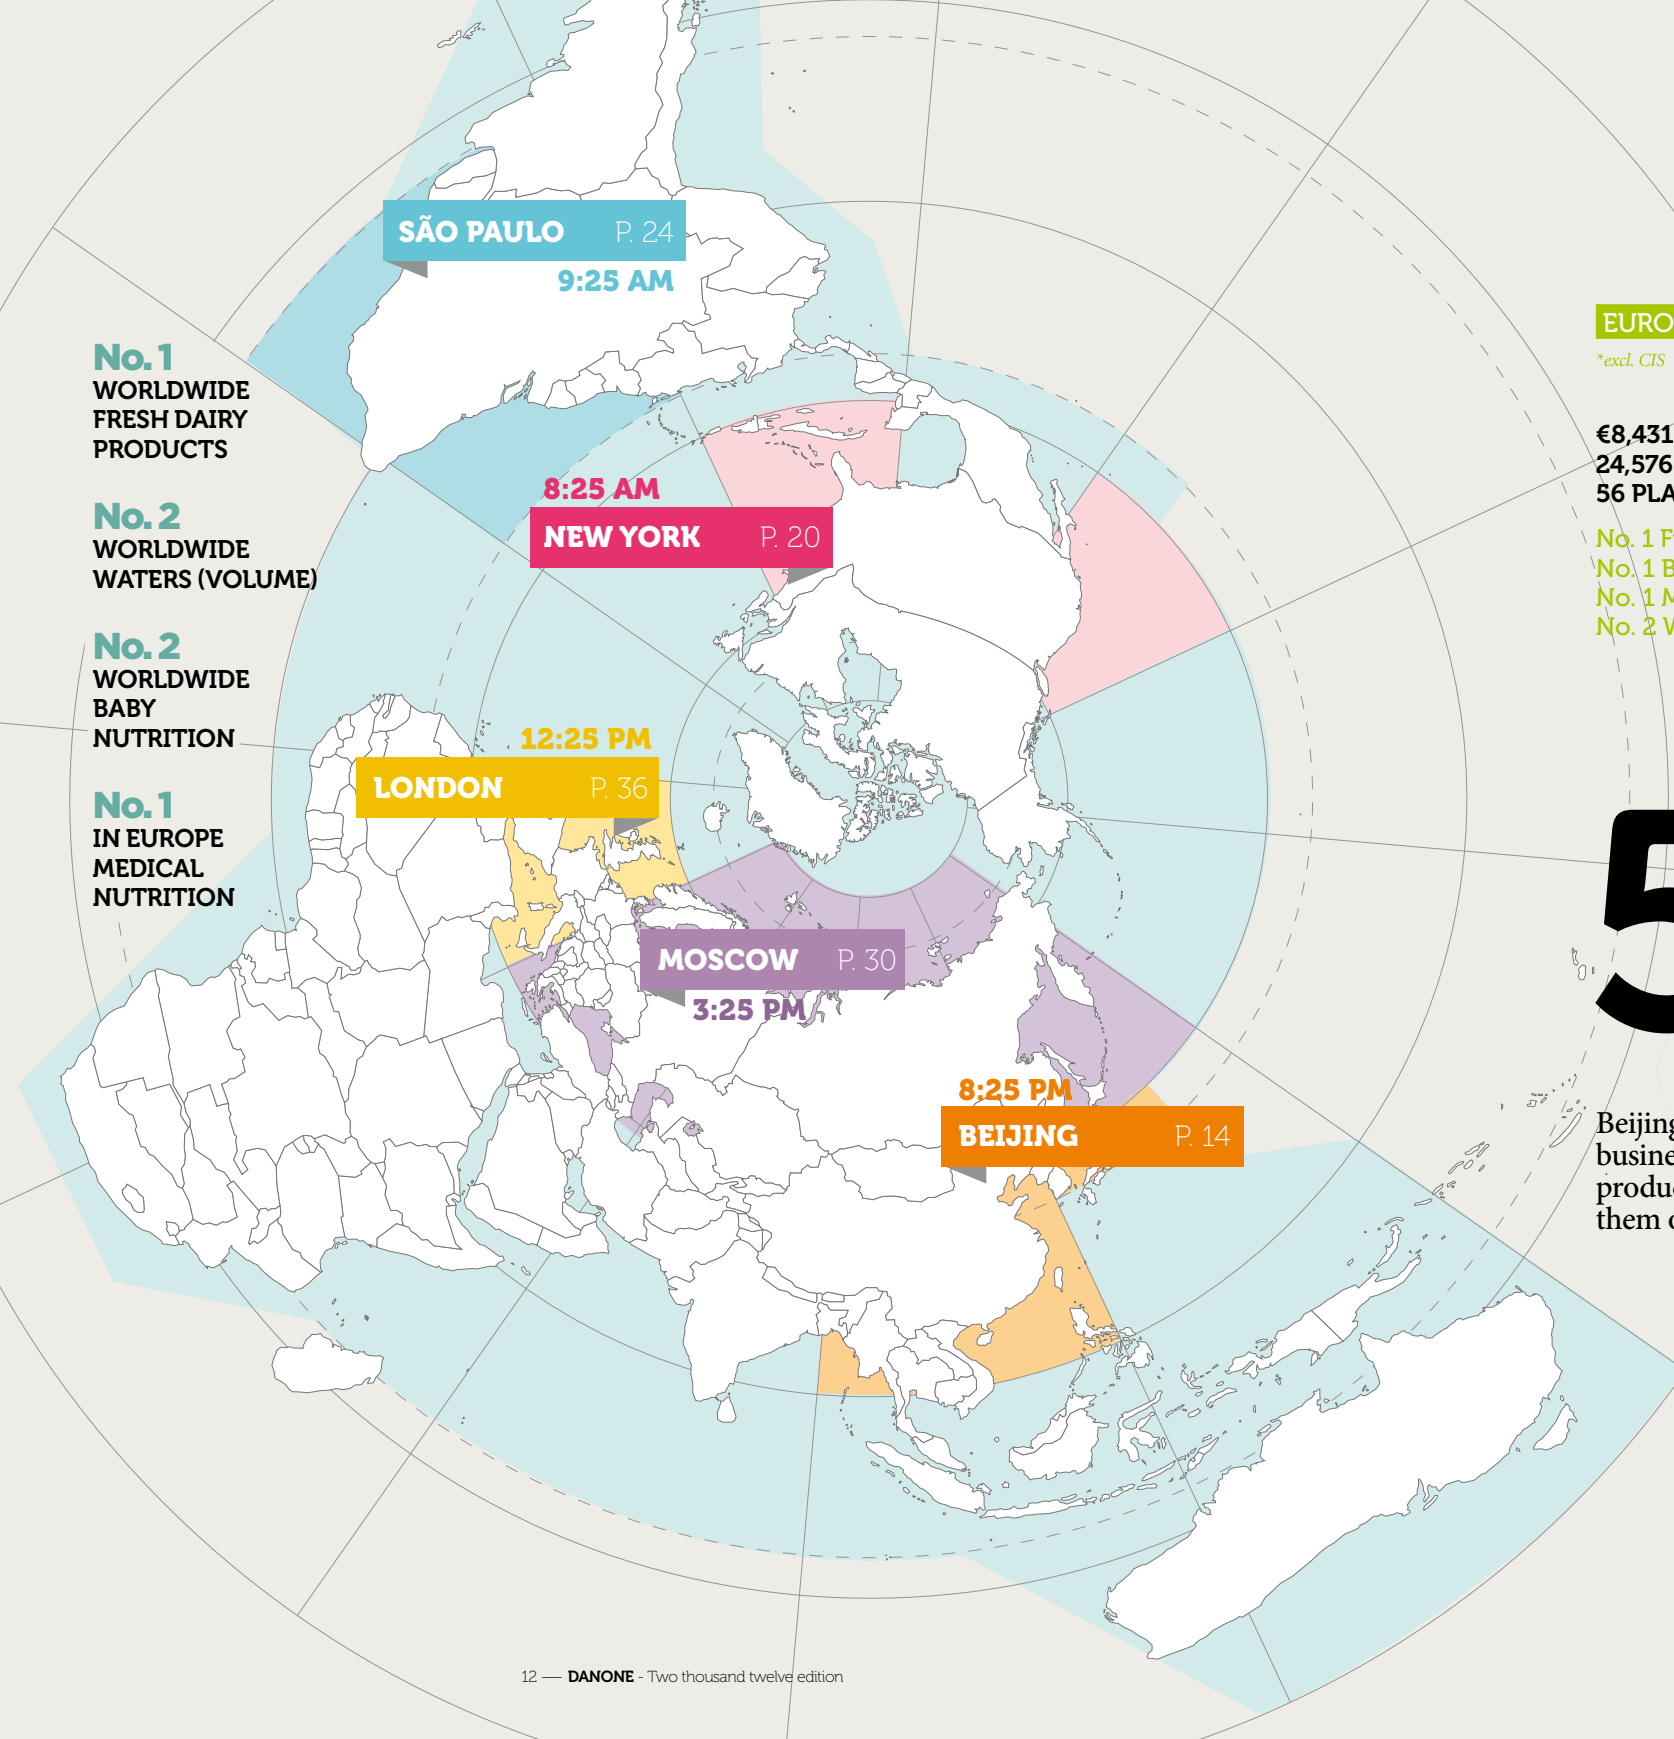 SÃO PAULO P. 24
9:25 AM
No. 1
WORLDWIDE
FRESH DAIRY
PRODUCTS
No. 2
WORLDWIDE
WATERS (VOLUME)
No. 2
WORLDWIDE
BABY
NUTRITION
No. 1
IN EUROPE
MEDICAL
NUTRITION
8:25 AM
NEW YORK P. 20
12:25 PM
LONDON P. 36
MOSCOW P. 30
3:25 PM
8:25 PM
BEIJING P. 14
EURO
*excl. CIS
€8,431
24,576
56 PLA
No. 1 F
No. 1 B
No. 1 M
No. 2 W
5
Beijing
busine
produc
them o
12 — DANONE - Two thousand twelve edition